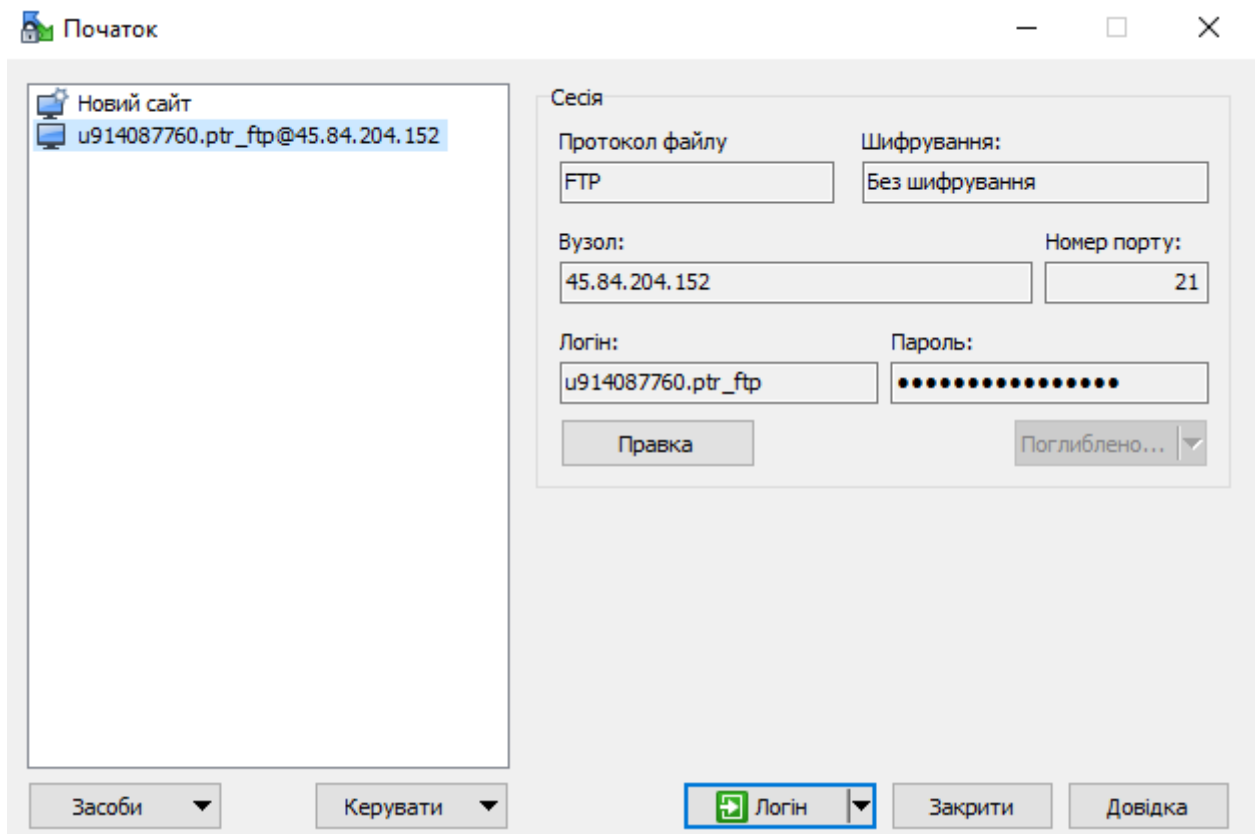 Початок
Новий сайт
u914087760.ptr_ftp@45.84.204.152
Сесія
Протокол файлу
Шифрування:
FTP
Без шифрування
Вузол:
Номер порту:
45.84.204.152
21
Логін:
Пароль:
u914087760.ptr_ftp
••••••••••••••••
Правка
Поглиблено...
Засоби
Керувати
Логін
Закрити
Довідка